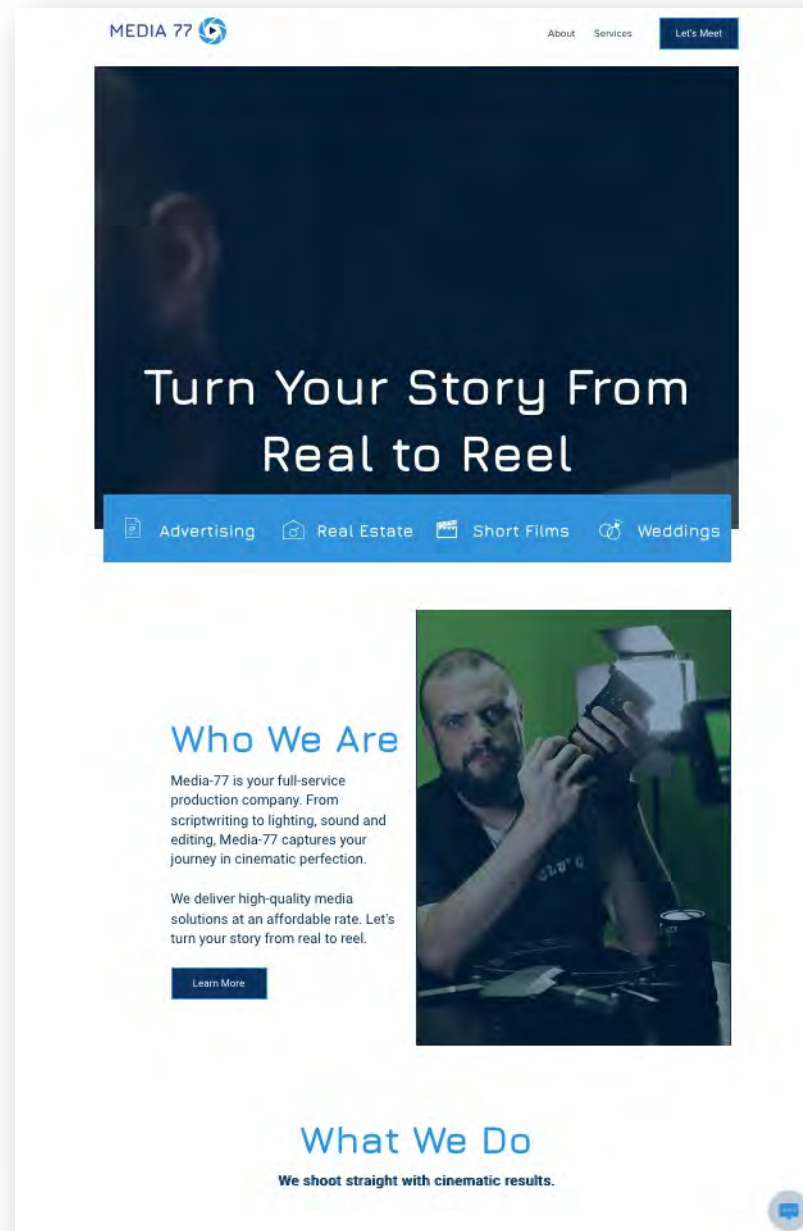 MEDIA 77
About Services Let's Meet
Turn Your Story From
Real to Reel
Advertising Real Estate Short Films Weddings
Who We Are
Media-77 is your full-service
production company. From
scriptwriting to lighting, sound and
editing, Media-77 captures your
journey in cinematic perfection.
We deliver high-quality media
solutions at an affordable rate. Let's
turn your story from real to reel.
Learn More
What We Do
We shoot straight with cinematic results.